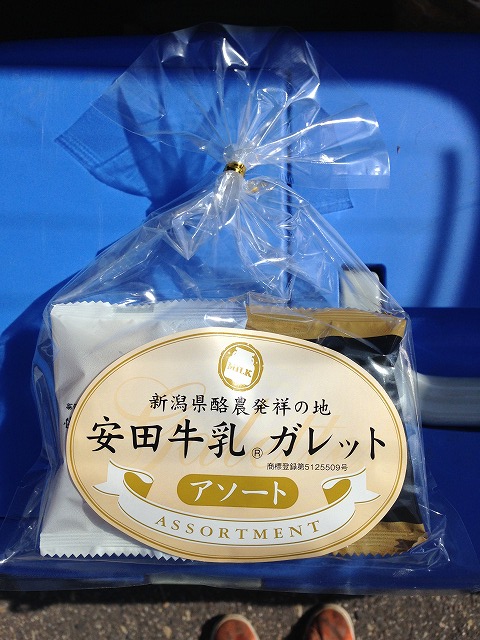 MILK
新潟県酪農発祥の地
安田牛乳® ガレット
商標登録第5125509号
アソート
ASSORTMENT